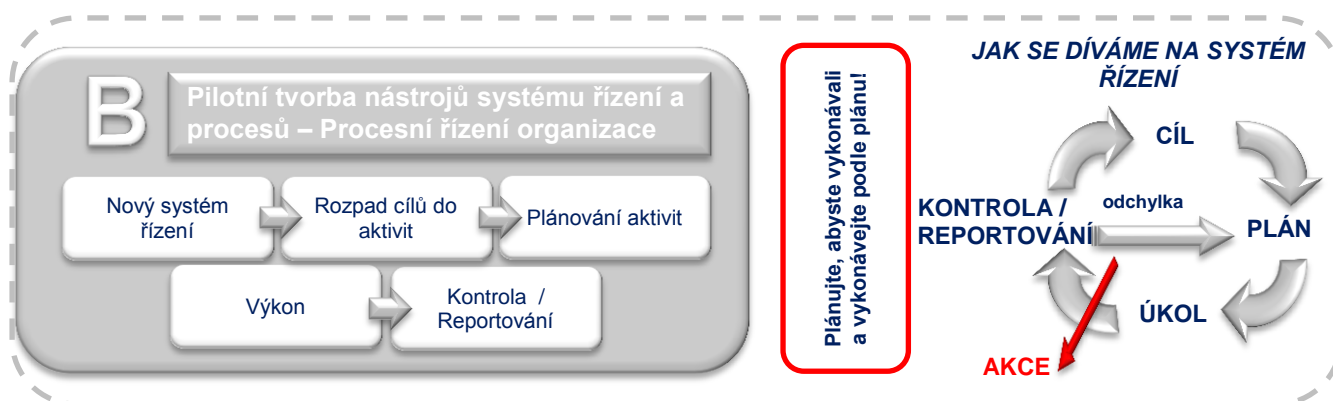 B
Pilotní tvorba nástrojů systému řízení a
procesů – Procesní řízení organizace
Nový systém
řízení
Rozpad cílů do
aktivit
Plánování aktivit
Výkon
Kontrola /
Reportování
Plánujte, abyste vykonávali
a vykonávejte podle plánu!
JAK SE DÍVÁME NA SYSTÉM
ŘÍZENÍ
CÍL
KONTROLA /
REPORTOVÁNÍ
odchylka
PLÁN
ÚKOL
AKCE